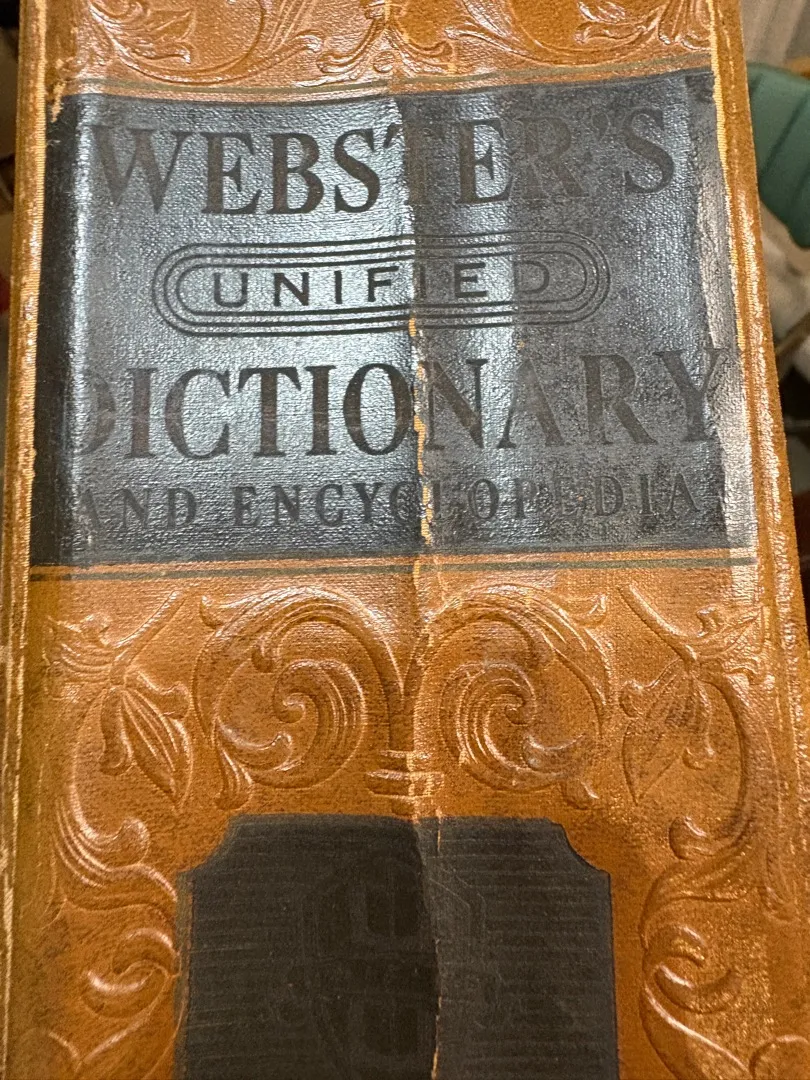 WEBSTER'S
UNIFIED
DICTIONARY
AND ENCYCLOPEDIA